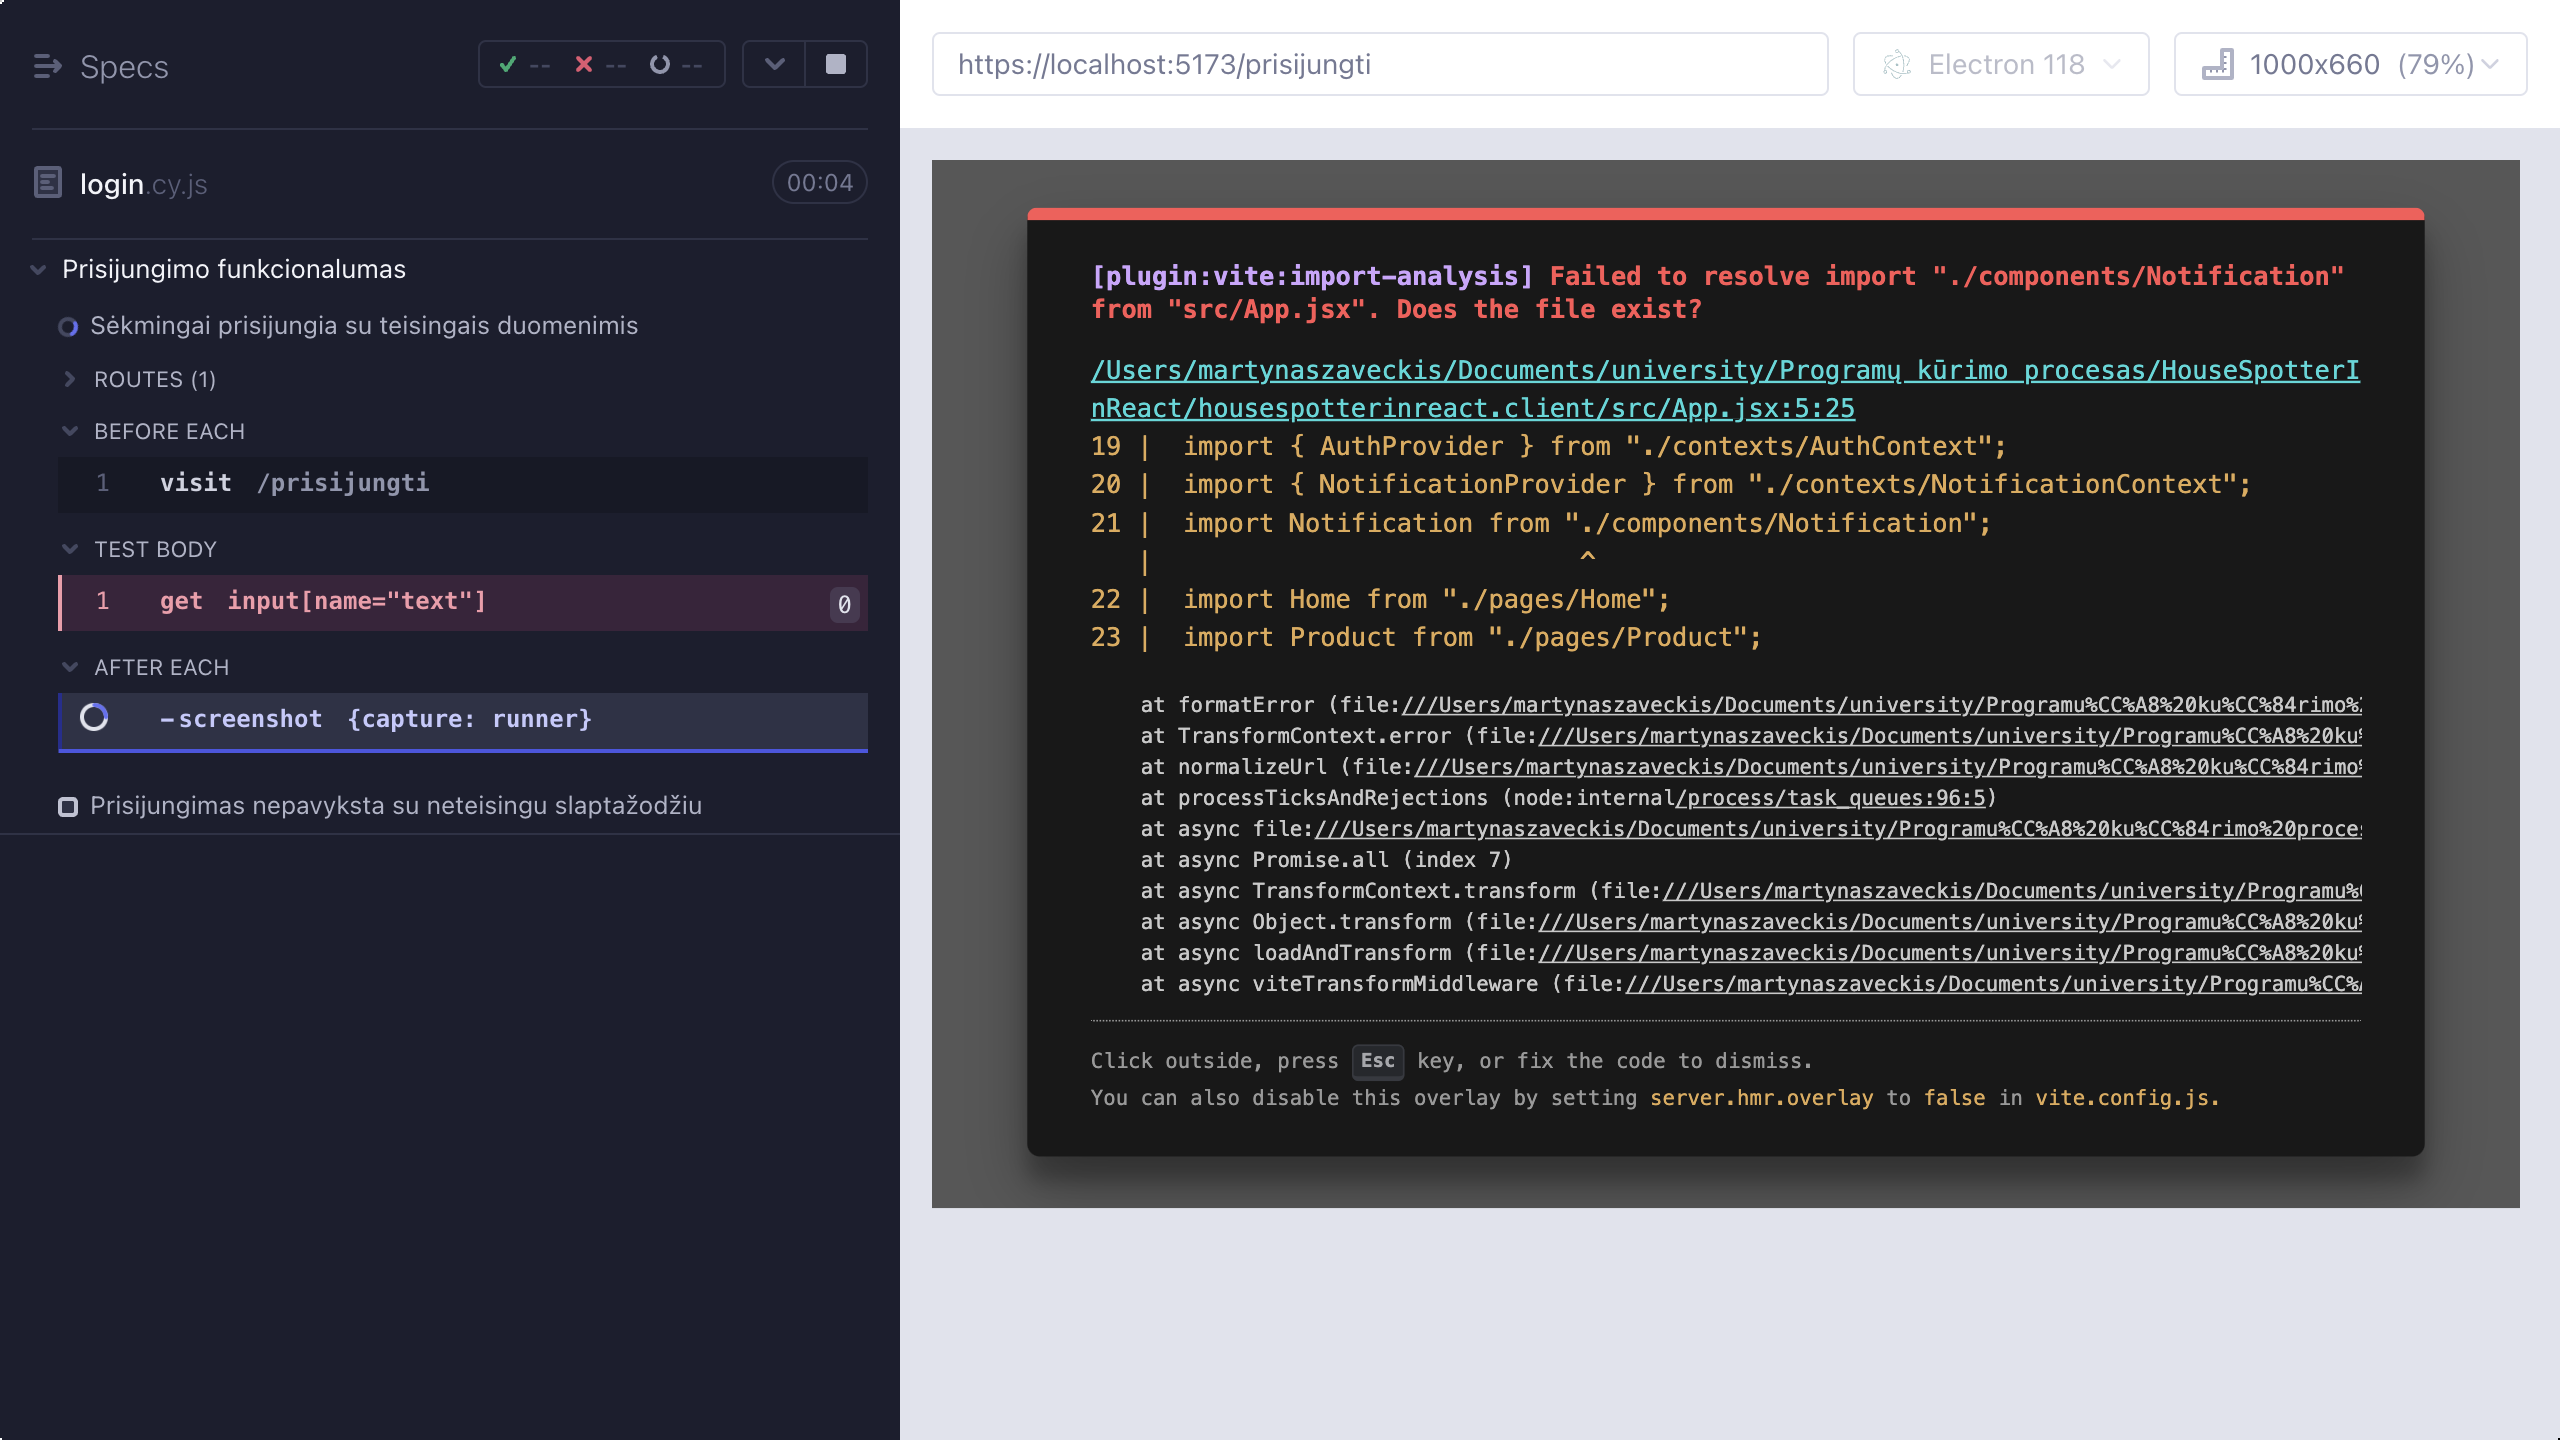 Specs
-- -- --
login.cy.js
00:04
Prisijungimo funkcionalumas
Sėkmingai prisijungia su teisingais duomenimis
ROUTES (1)
BEFORE EACH
1 visit /prisijungti
TEST BODY
1 get input[name="text"] 0
AFTER EACH
-screenshot {capture: runner}
Prisijungimas nepavyksta su neteisingu slaptažodžiu
https://localhost:5173/prisijungti
Electron 118
1000x660 (79%)
[plugin:vite:import-analysis] Failed to resolve import "./components/Notification"
from "src/App.jsx". Does the file exist?
/Users/martynaszaveckis/Documents/university/Programų kūrimo procesas/HouseSpotterI
nReact/housespotterinreact.client/src/App.jsx:5:25
19 | import { AuthProvider } from "./contexts/AuthContext";
20 | import { NotificationProvider } from "./contexts/NotificationContext";
21 | import Notification from "./components/Notification";
| ^
22 | import Home from "./pages/Home";
23 | import Product from "./pages/Product";
at formatError (file:///Users/martynaszaveckis/Documents/university/Programu%CC%A8%20ku%CC%84rimo%
at TransformContext.error (file:///Users/martynaszaveckis/Documents/university/Programu%CC%A8%20ku%
at normalizeUrl (file:///Users/martynaszaveckis/Documents/university/Programu%CC%A8%20ku%CC%84rimo%
at processTicksAndRejections (node:internal/process/task_queues:96:5)
at async file:///Users/martynaszaveckis/Documents/university/Programu%CC%A8%20ku%CC%84rimo%20proces
at async Promise.all (index 7)
at async TransformContext.transform (file:///Users/martynaszaveckis/Documents/university/Programu%
at async Object.transform (file:///Users/martynaszaveckis/Documents/university/Programu%CC%A8%20ku%
at async loadAndTransform (file:///Users/martynaszaveckis/Documents/university/Programu%CC%A8%20ku%
at async viteTransformMiddleware (file:///Users/martynaszaveckis/Documents/university/Programu%CC%A
Click outside, press Esc key, or fix the code to dismiss.
You can also disable this overlay by setting server.hmr.overlay to false in vite.config.js.